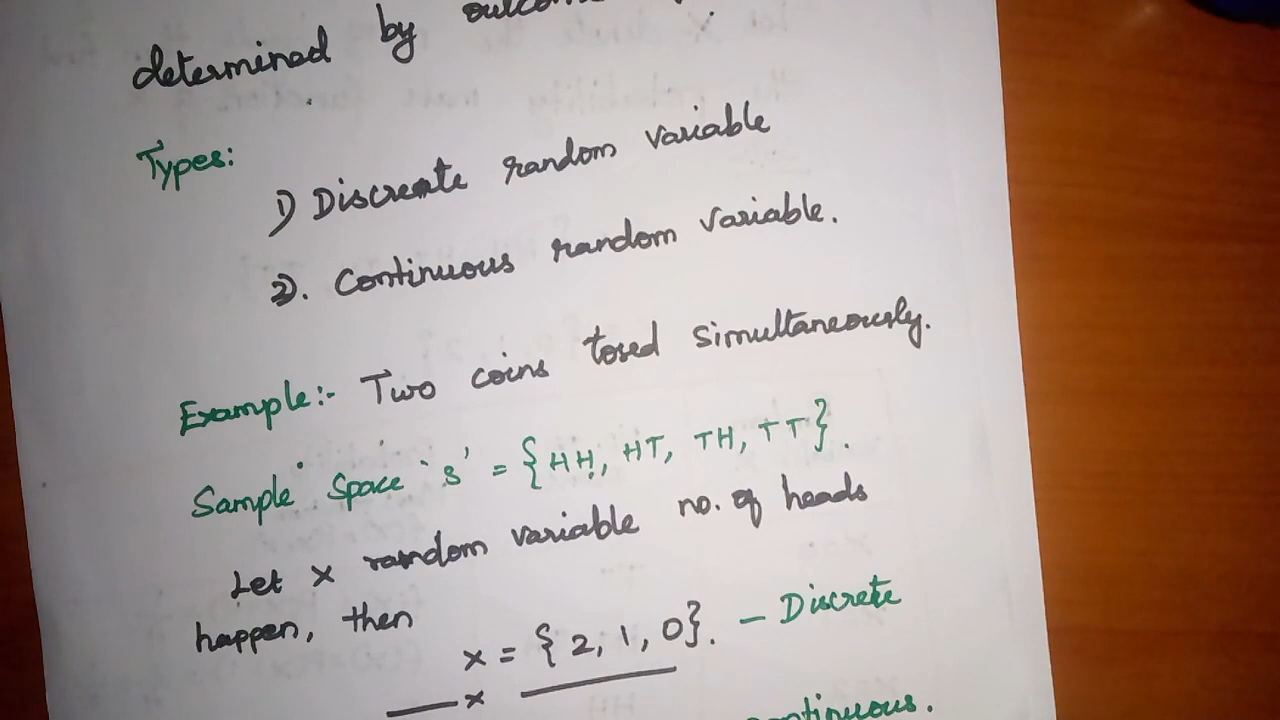 determined by
Types:
1) Discreate random variable
2). Continuous random variable.
Example:- Two coins tosed simultaneously.
Sample Space 's' = {HH, HT, TH, TT}.
Let x random variable no. of heads
happen, then
x = {2, 1, 0}. - Discrete
x